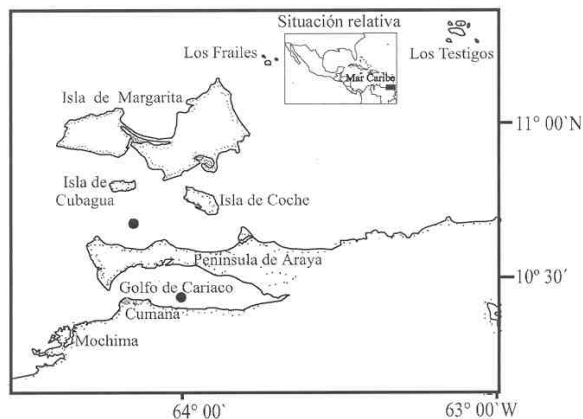 Situación relativa
Los Frailes
Los Testigos
Mar Caribe
Isla de Margarita
11° 00'N
Isla de
Cubagua
Isla de Coche
Península de Araya
10° 30'
Golfo de Cariaco
Cumaná
Mochima
64° 00'
63° 00' W